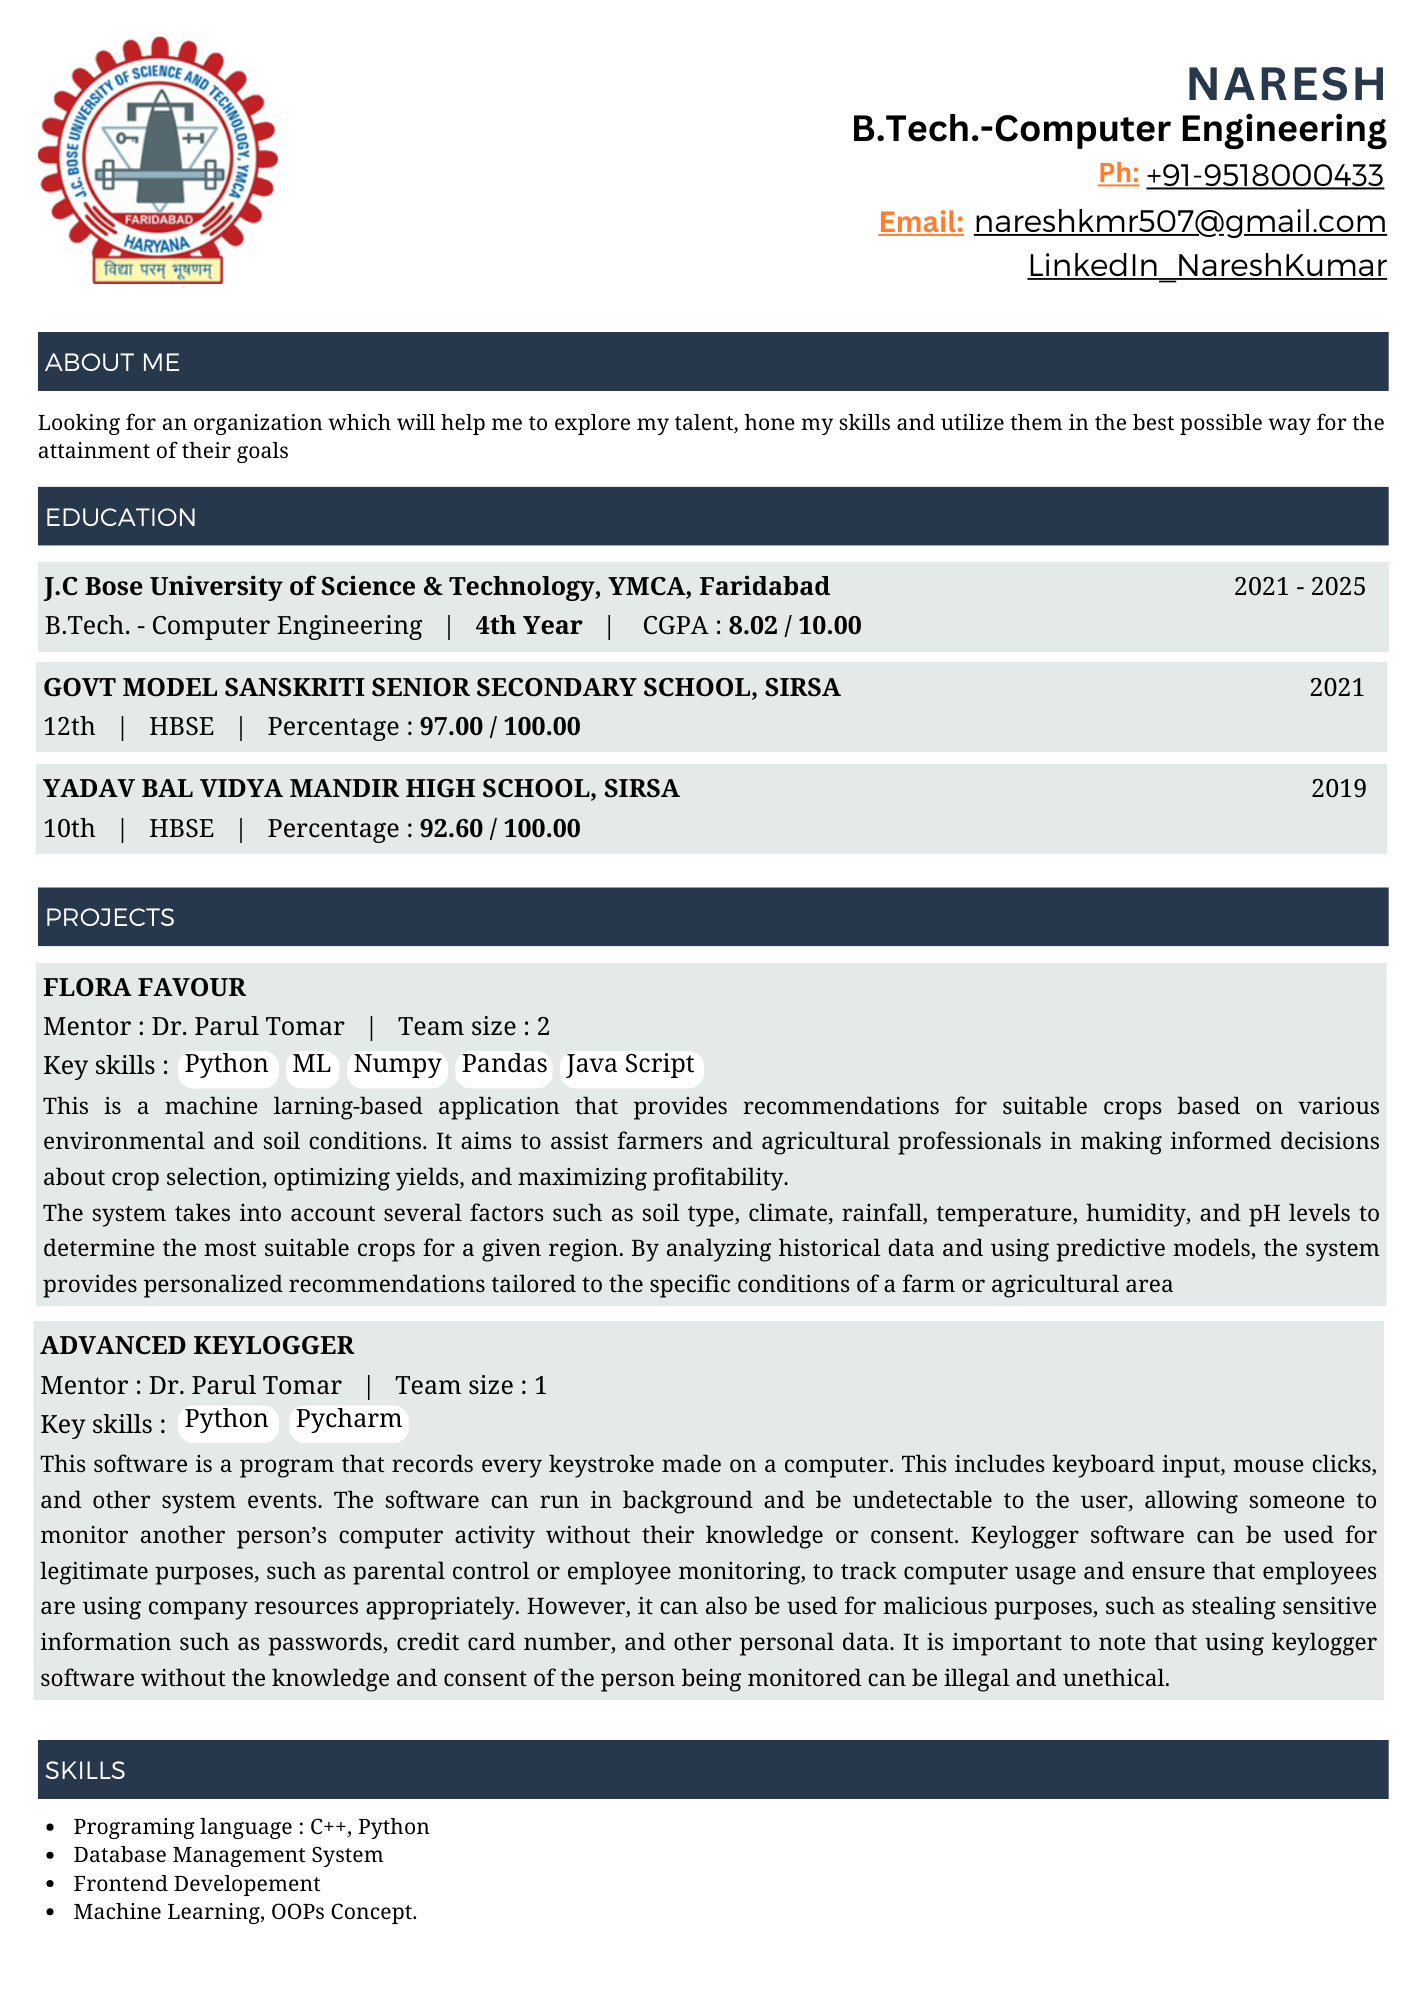 J.C. BOSE UNIVERSITY OF SCIENCE AND TECHNOLOGY, YMCA
FARIDABAD
HARYANA
विद्या परम् भूषणम्
NARESH
B.Tech.-Computer Engineering
Ph: +91-9518000433
Email: nareshkmr507@gmail.com
LinkedIn_NareshKumar
ABOUT ME
Looking for an organization which will help me to explore my talent, hone my skills and utilize them in the best possible way for the
attainment of their goals
EDUCATION
J.C Bose University of Science & Technology, YMCA, Faridabad 2021 - 2025
B.Tech. - Computer Engineering | 4th Year | CGPA : 8.02 / 10.00
GOVT MODEL SANSKRITI SENIOR SECONDARY SCHOOL, SIRSA 2021
12th | HBSE | Percentage : 97.00 / 100.00
YADAV BAL VIDYA MANDIR HIGH SCHOOL, SIRSA 2019
10th | HBSE | Percentage : 92.60 / 100.00
PROJECTS
FLORA FAVOUR
Mentor : Dr. Parul Tomar | Team size : 2
Key skills : Python ML Numpy Pandas Java Script
This is a machine larning-based application that provides recommendations for suitable crops based on various
environmental and soil conditions. It aims to assist farmers and agricultural professionals in making informed decisions
about crop selection, optimizing yields, and maximizing profitability.
The system takes into account several factors such as soil type, climate, rainfall, temperature, humidity, and pH levels to
determine the most suitable crops for a given region. By analyzing historical data and using predictive models, the system
provides personalized recommendations tailored to the specific conditions of a farm or agricultural area
ADVANCED KEYLOGGER
Mentor : Dr. Parul Tomar | Team size : 1
Key skills : Python Pycharm
This software is a program that records every keystroke made on a computer. This includes keyboard input, mouse clicks,
and other system events. The software can run in background and be undetectable to the user, allowing someone to
monitor another person's computer activity without their knowledge or consent. Keylogger software can be used for
legitimate purposes, such as parental control or employee monitoring, to track computer usage and ensure that employees
are using company resources appropriately. However, it can also be used for malicious purposes, such as stealing sensitive
information such as passwords, credit card number, and other personal data. It is important to note that using keylogger
software without the knowledge and consent of the person being monitored can be illegal and unethical.
SKILLS
• Programing language : C++, Python
• Database Management System
• Frontend Developement
• Machine Learning, OOPs Concept.